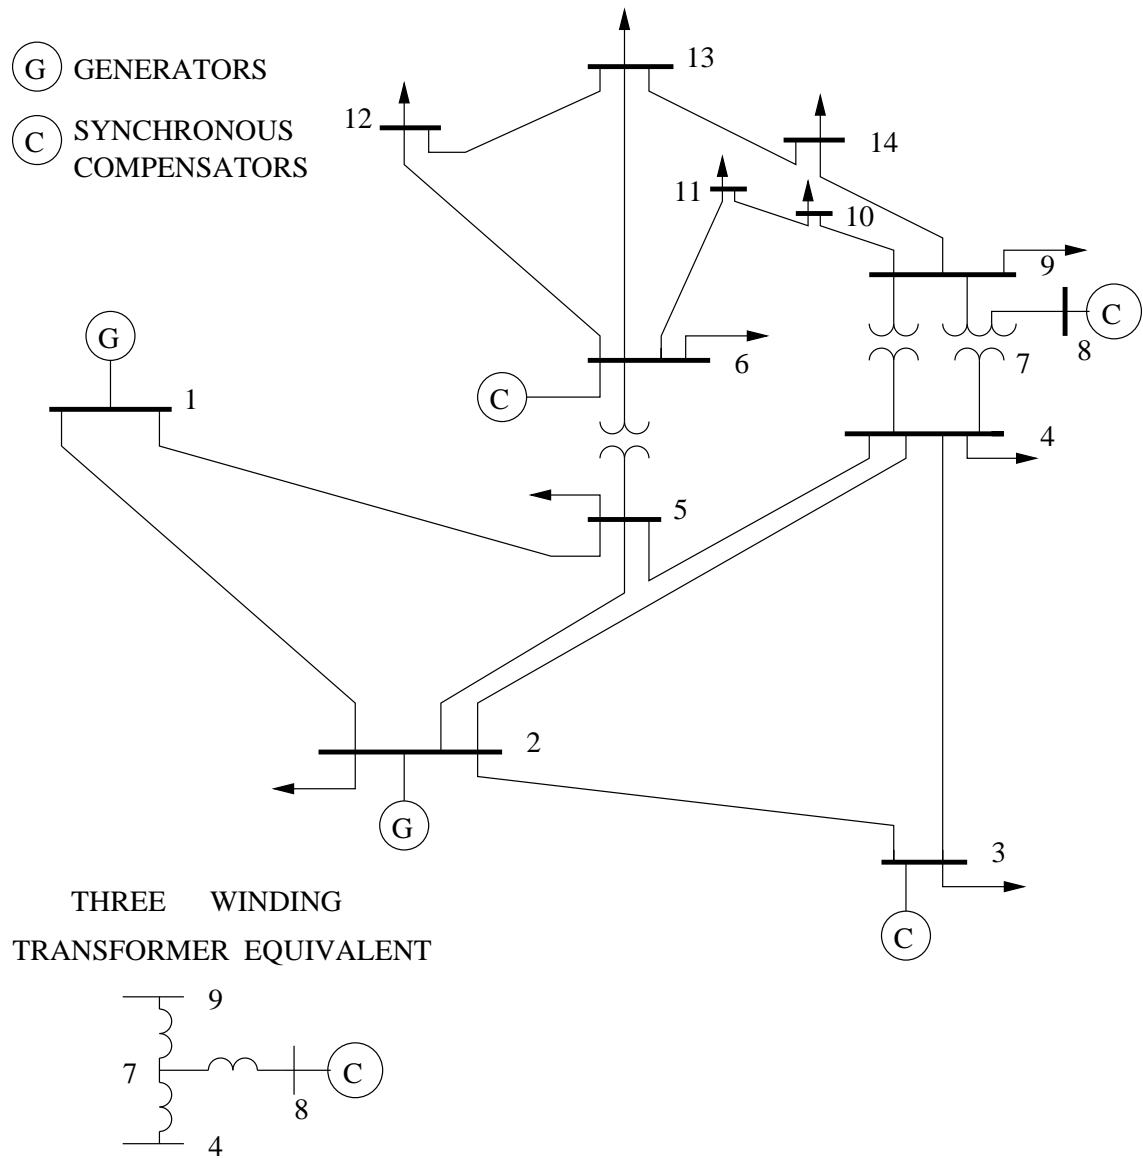 G GENERATORS
C SYNCHRONOUS
COMPENSATORS
13
12
14
11
10
9
C
8
7
6
C
G
1
4
5
2
G
3
C
THREE WINDING
TRANSFORMER EQUIVALENT
9
7
C
8
4